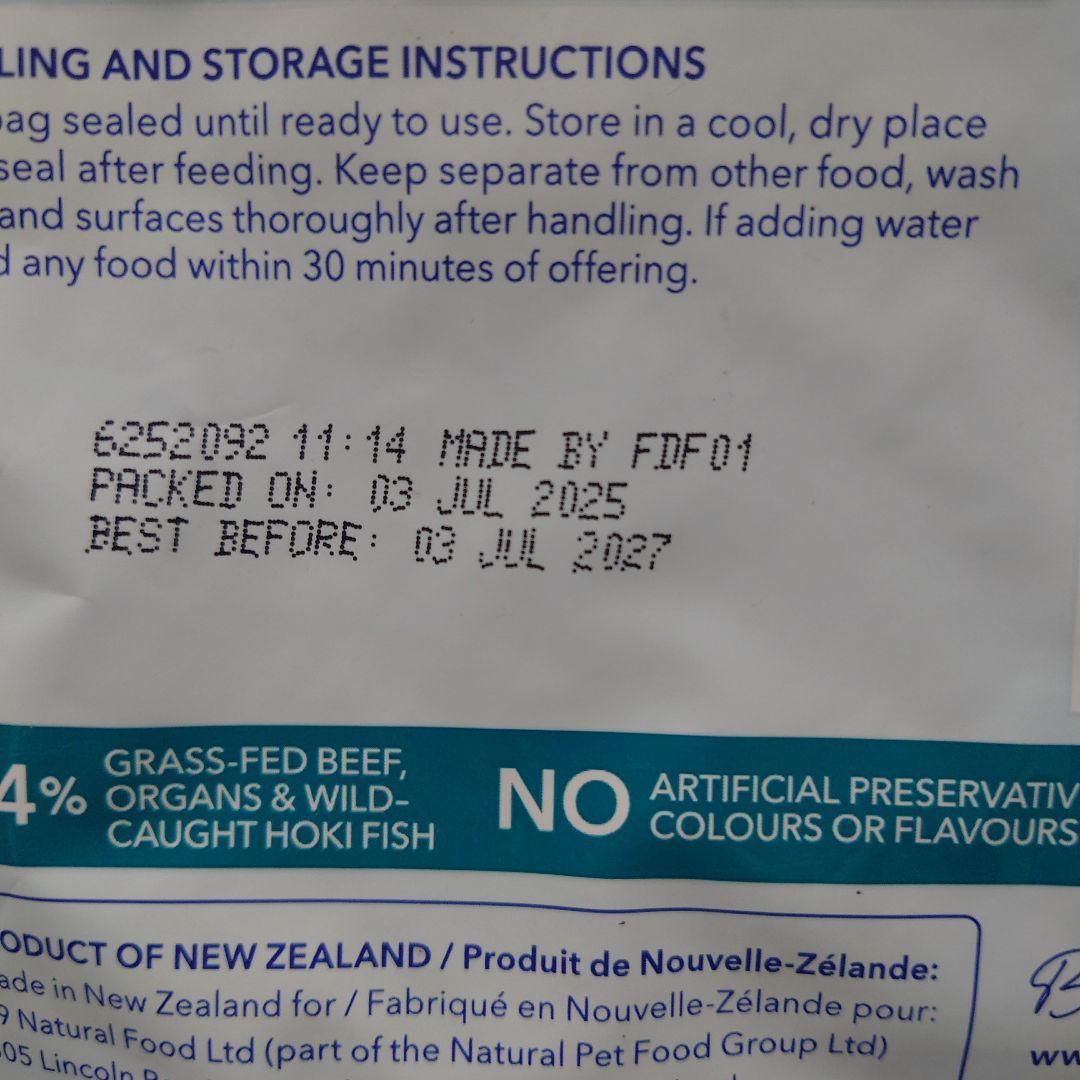 LING AND STORAGE INSTRUCTIONS
ag sealed until ready to use. Store in a cool, dry place
seal after feeding. Keep separate from other food, wash
and surfaces thoroughly after handling. If adding water
any food within 30 minutes of offering.
6252092 11:14 MADE BY FDF01
PACKED ON: 03 JUL 2025
BEST BEFORE: 03 JUL 2027
4% GRASS-FED BEEF,
ORGANS & WILD-
CAUGHT HOKI FISH
NO ARTIFICIAL PRESERVATIV
COLOURS OR FLAVOURS
ODUCT OF NEW ZEALAND / Produit de Nouvelle-Zélande:
ade in New Zealand for / Fabriqué en Nouvelle-Zélande pour:
9 Natural Food Ltd (part of the Natural Pet Food Group Ltd)
05 Lincoln
ww